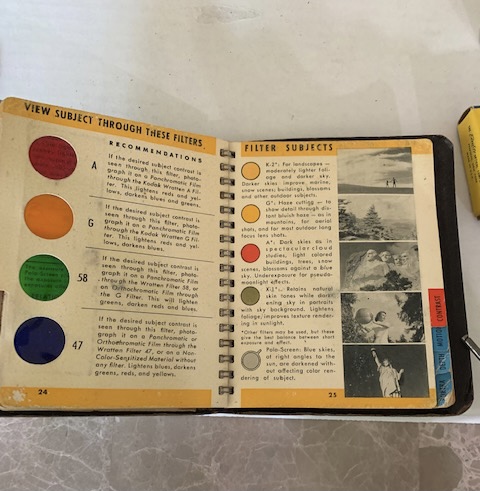 VIEW SUBJECT THROUGH THESE FILTERS
RECOMMENDATIONS
A
If the desired subject contrast is
seen through this filter, photo-
graph it on a Panchromatic Film
through the Kodak Wratten A Fil-
ter. This lightens reds and yel-
lows, darkens blues and greens.
G
If the desired subject contrast is
seen through this filter, photo-
graph it on a Panchromatic Film
through the Kodak Wratten G Fil-
ter. This lightens reds and yel-
lows, darkens blues.
58
If the desired subject contrast is
seen through this filter, photo-
graph it on a Panchromatic Film
through the Wratten Filter 58, or
on an Orthochromatic Film through
the G Filter. This will lighten
greens, darken reds and blues.
47
If the desired subject contrast is
seen through this filter, photo-
graph it on a Panchromatic or
Orthochromatic Film through the
Wratten Filter 47, or on a Non-
Color-Sensitized Material without
any filter. Lightens blues, darkens
greens, reds, and yellows.
24
FILTER SUBJECTS
K-2*: For landscapes —
moderately lighter foli-
age and darker sky.
Darker skies improve marine,
snow scenes; buildings, blossoms
and other outdoor subjects.
G*: Haze cutting — to
show detail through dis-
tant bluish haze — as in
mountains, for aerial
shots, and for most outdoor long
focus lens shots.
A*: Dark skies as in
spectacular cloud
studies, light colored
buildings, trees, snow
scenes, blossoms against a blue
sky. Underexposure for pseudo-
moonlight effects.
X-1*: Retains natural
skin tones while dark-
ening sky in portraits
with sky background. Lightens
foliage; improves texture render-
ing in sunlight.
*Other filters may be used, but these
give the best balance between short
exposure and effect.
Pola-Screen: Blue skies,
at right angles to the
sun, are darkened with-
out affecting color ren-
dering of subject.
25
CONTRAST
MOTION
DEPTH